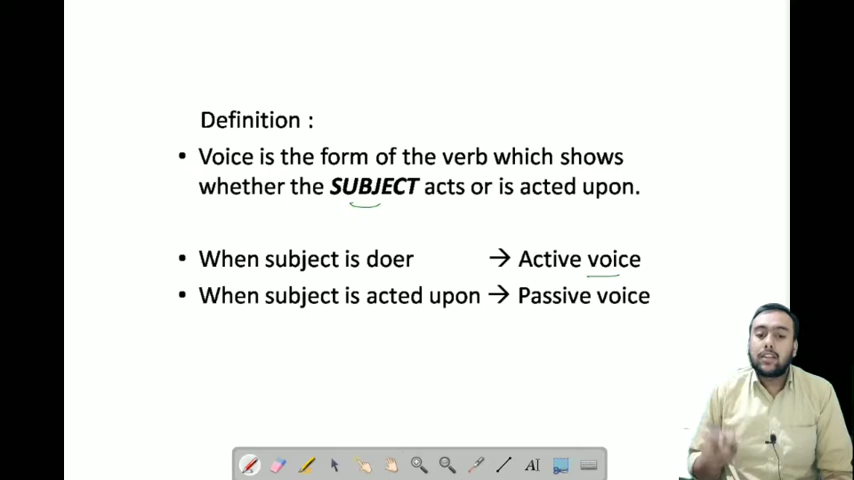 Definition :
• Voice is the form of the verb which shows
whether the SUBJECT acts or is acted upon.
• When subject is doer → Active voice
• When subject is acted upon → Passive voice
AI